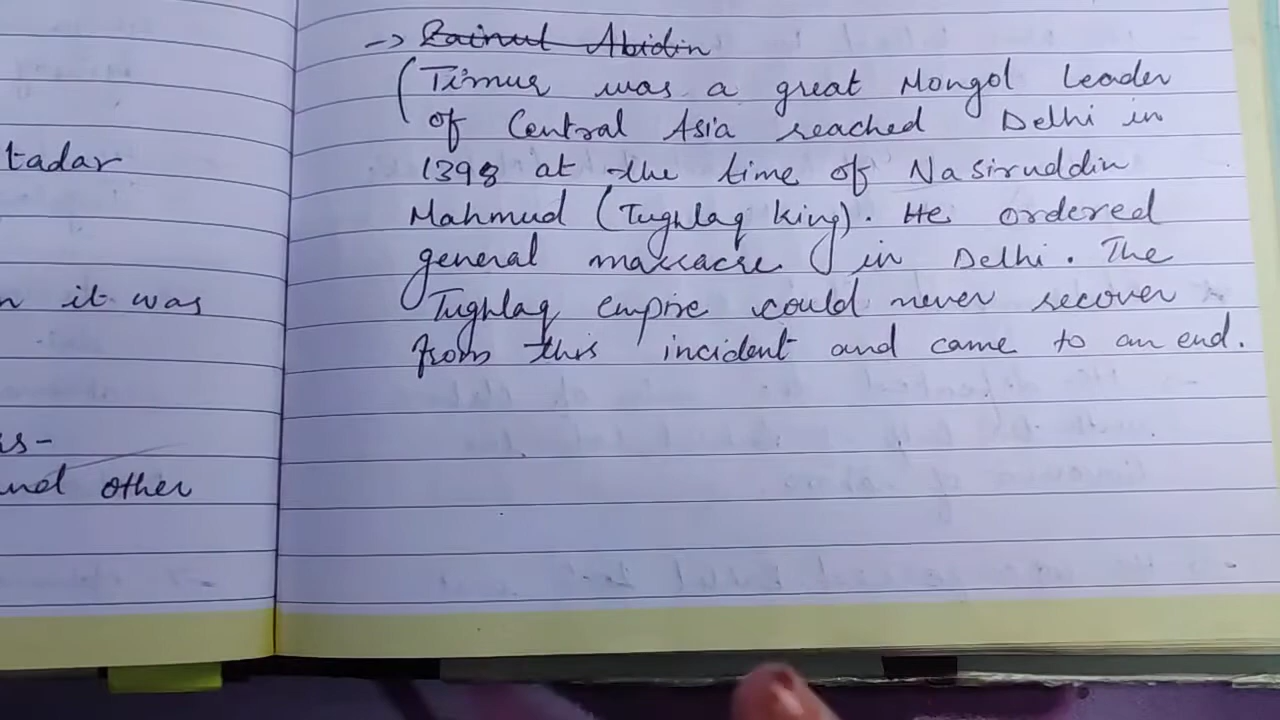 tadar
n it was
is-
and other
-> Zainul Abidin
(Timur was a great Mongol Leader
of Central Asia reached Delhi in
1398 at the time of Nasiruddin
Mahmud (Tughlaq king). He ordered
general massacre in Delhi. The
Tughlaq empire could never recover
from this incident and came to an end.